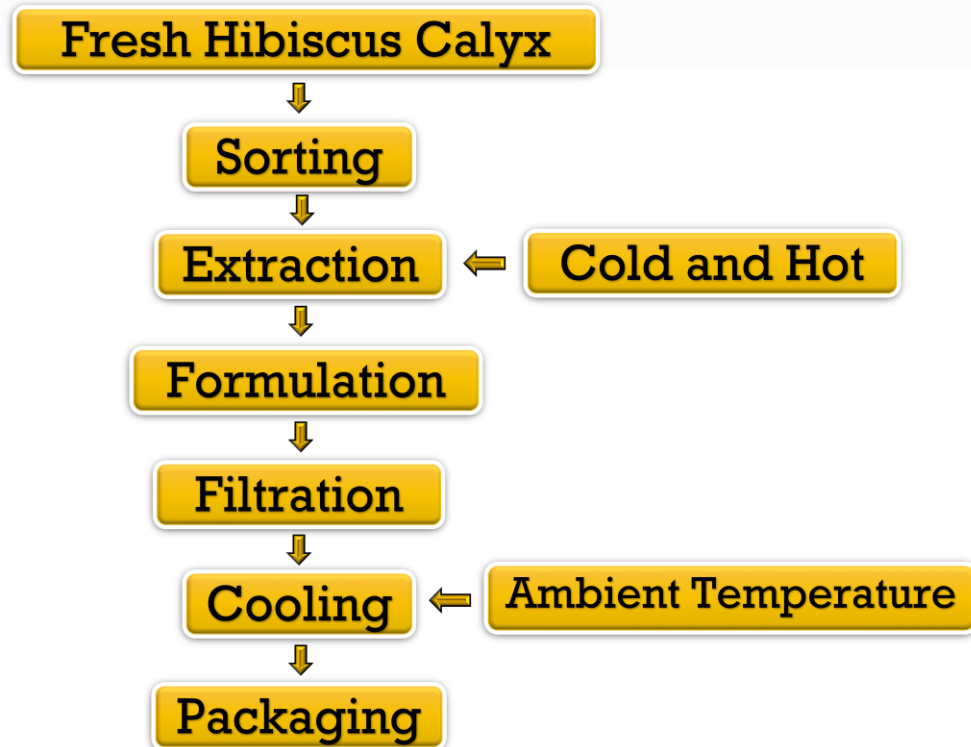 Fresh Hibiscus Calyx
Sorting
Extraction
Cold and Hot
Formulation
Filtration
Cooling
Ambient Temperature
Packaging